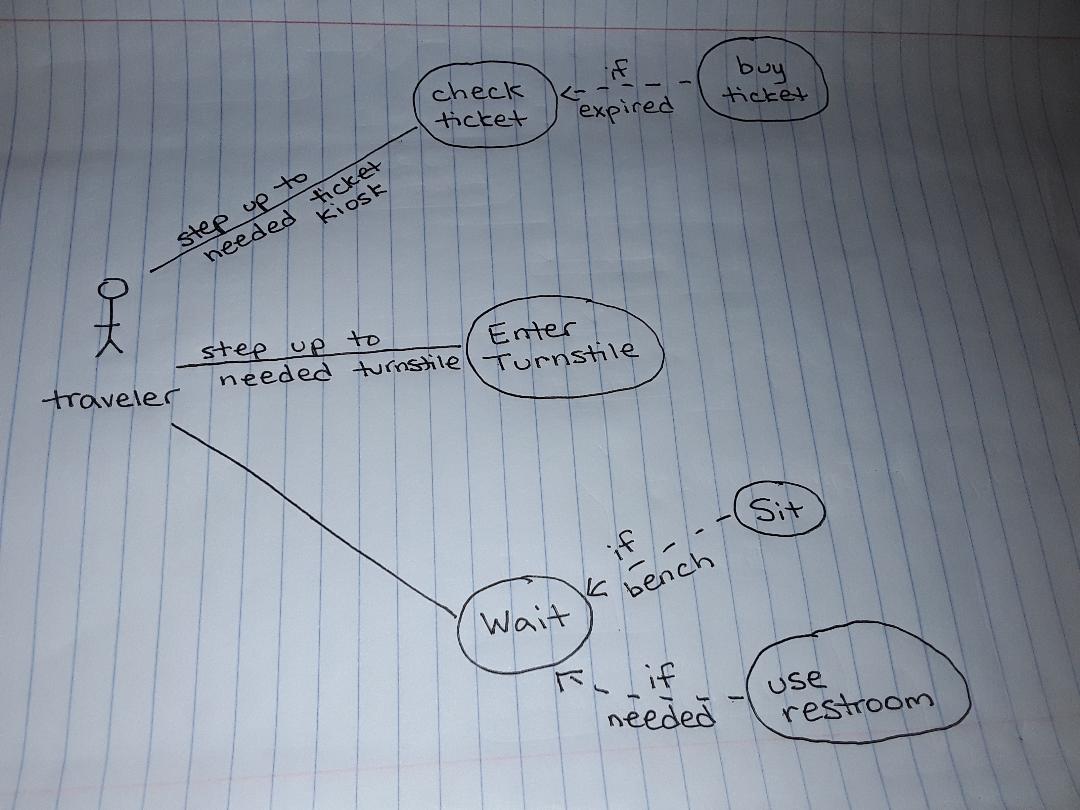 check
ticket
if
expired
buy
ticket
step up to
needed ticket
kiosk
traveler
step up to
needed turnstile
Enter
Turnstile
Wait
if
bench
Sit
if
needed
use
restroom